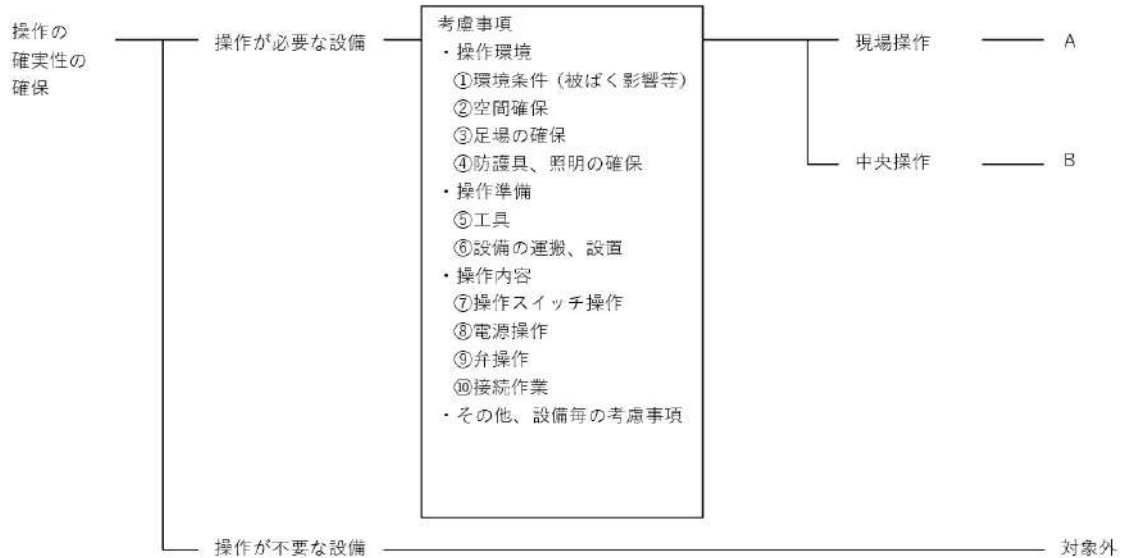 操作の
確実性の
確保
操作が必要な設備
考慮事項
・操作環境
①環境条件（被ばく影響等）
②空間確保
③足場の確保
④防護具、照明の確保
・操作準備
⑤工具
⑥設備の運搬、設置
・操作内容
⑦操作スイッチ操作
⑧電源操作
⑨弁操作
⑩接続作業
・その他、設備毎の考慮事項
現場操作
A
中央操作
B
操作が不要な設備
対象外